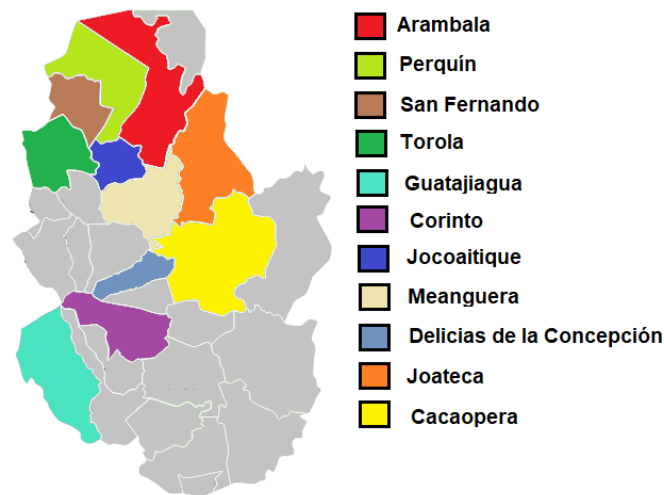 Arambala
Perquín
San Fernando
Torola
Guatajiagua
Corinto
Jocoaitique
Meanguera
Delicias de la Concepción
Joateca
Cacaopera